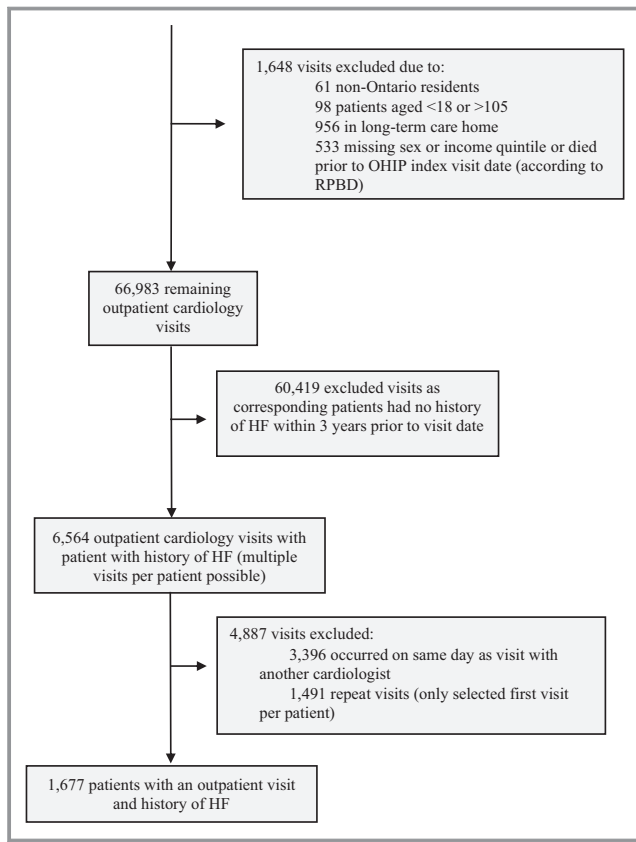 1,648 visits excluded due to:
61 non-Ontario residents
98 patients aged <18 or >105
956 in long-term care home
533 missing sex or income quintile or died
prior to OHIP index visit date (according to
RPBD)
66,983 remaining
outpatient cardiology
visits
60,419 excluded visits as
corresponding patients had no history
of HF within 3 years prior to visit date
6,564 outpatient cardiology visits with
patient with history of HF (multiple
visits per patient possible)
4,887 visits excluded:
3,396 occurred on same day as visit with
another cardiologist
1,491 repeat visits (only selected first visit
per patient)
1,677 patients with an outpatient visit
and history of HF